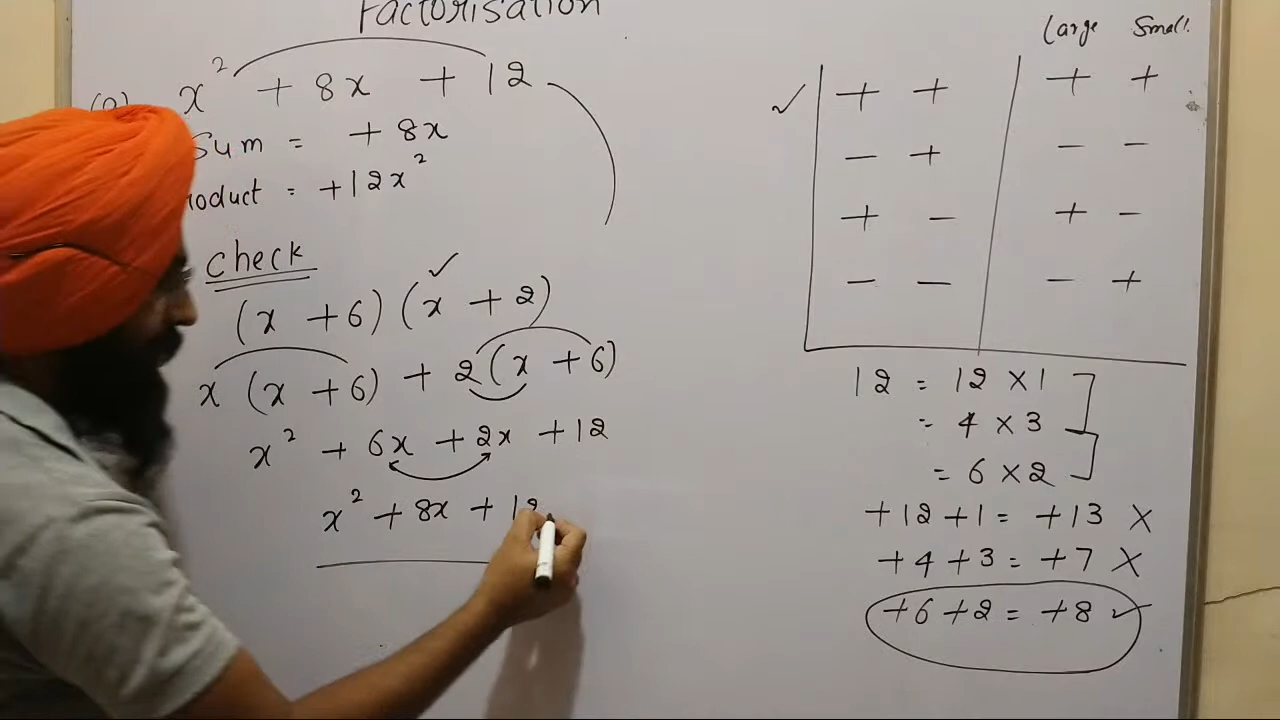 Factorisation
(a) x² + 8x + 12
Sum = + 8x
Product = +12x²
Check
(x +6) (x +2) ✓
x (x +6) + 2(x +6)
x² + 6x +2x +12
x² + 8x + 12
Large Small
✓ + + + +
− + − −
+ − + −
− − − +
12 = 12 X 1
= 4 X 3
= 6 X 2
+12 +1 = +13 X
+4 +3 = +7 X
+6 +2 = +8 ✓